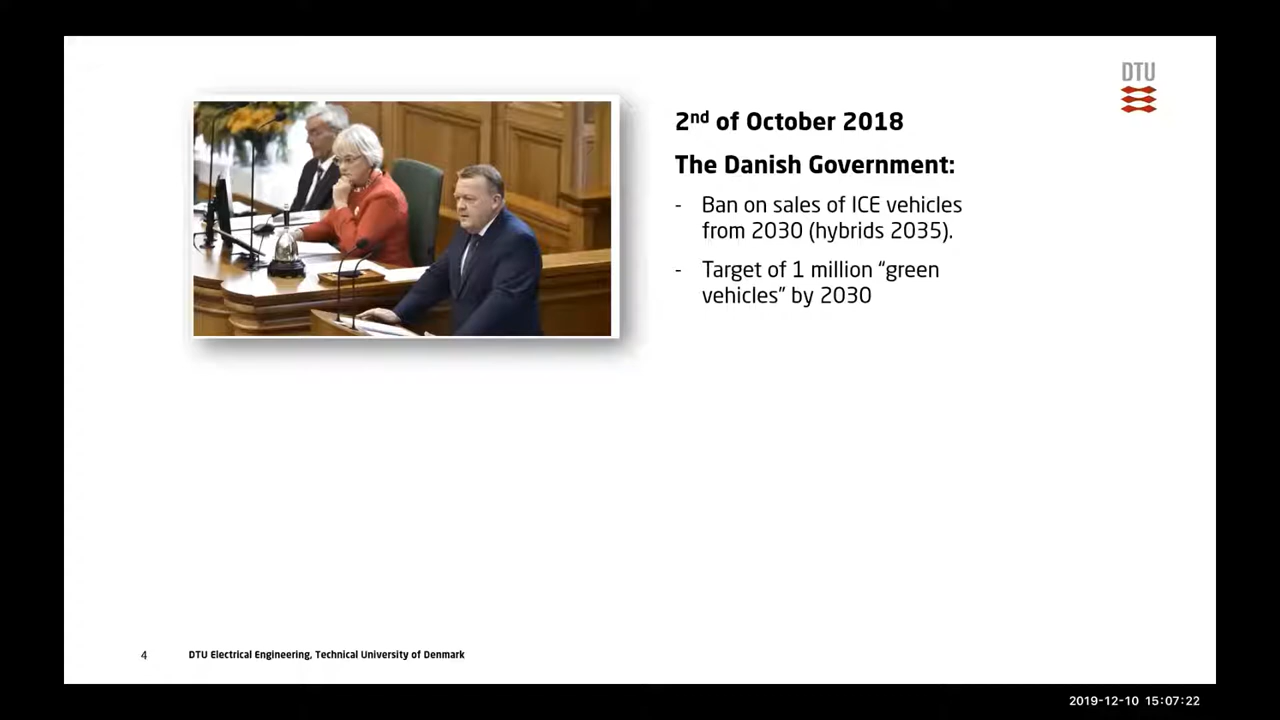 DTU
2nd of October 2018
The Danish Government:
- Ban on sales of ICE vehicles
from 2030 (hybrids 2035).
- Target of 1 million “green
vehicles” by 2030
4 DTU Electrical Engineering, Technical University of Denmark
2019-12-10 15:07:22